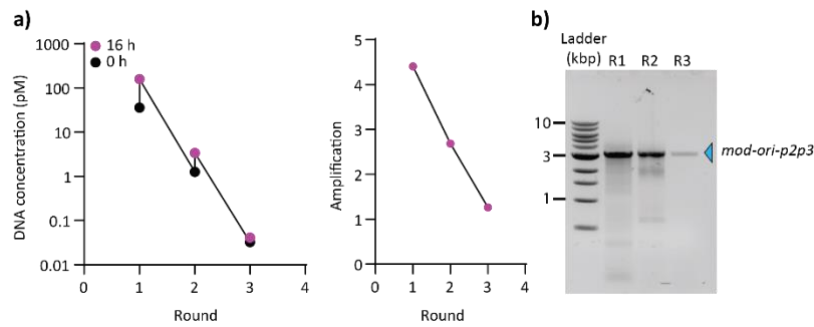 a)
16 h
0 h
DNA concentration (pM)
1000
100
10
1
0.1
0.01
0 1 2 3 4
Round
Amplification
5
4
3
2
1
0
0 1 2 3 4
Round
b)
Ladder
(kbp) R1 R2 R3
10
3
1
mod-ori-p2p3